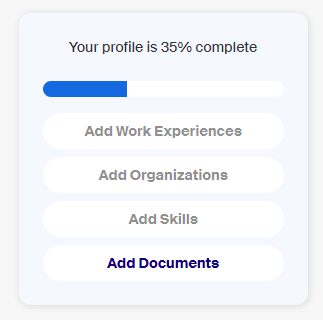 Your profile is 35% complete
Add Work Experiences
Add Organizations
Add Skills
Add Documents